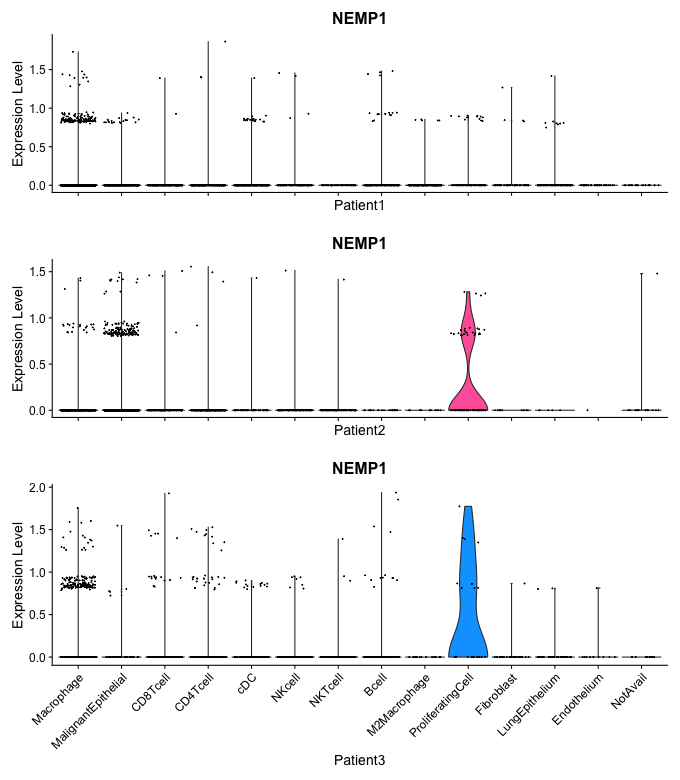 NEMP1
Expression Level
1.5
1.0
0.5
0.0
Patient1
NEMP1
Expression Level
1.5
1.0
0.5
0.0
Patient2
NEMP1
Expression Level
2.0
1.5
1.0
0.5
0.0
Macrophage
MalignantEpithelial
CD8Tcell
CD4Tcell
cDC
NKcell
NKTcell
Bcell
M2Macrophage
ProliferatingCell
Fibroblast
LungEpithelium
Endothelium
NotAvail
Patient3